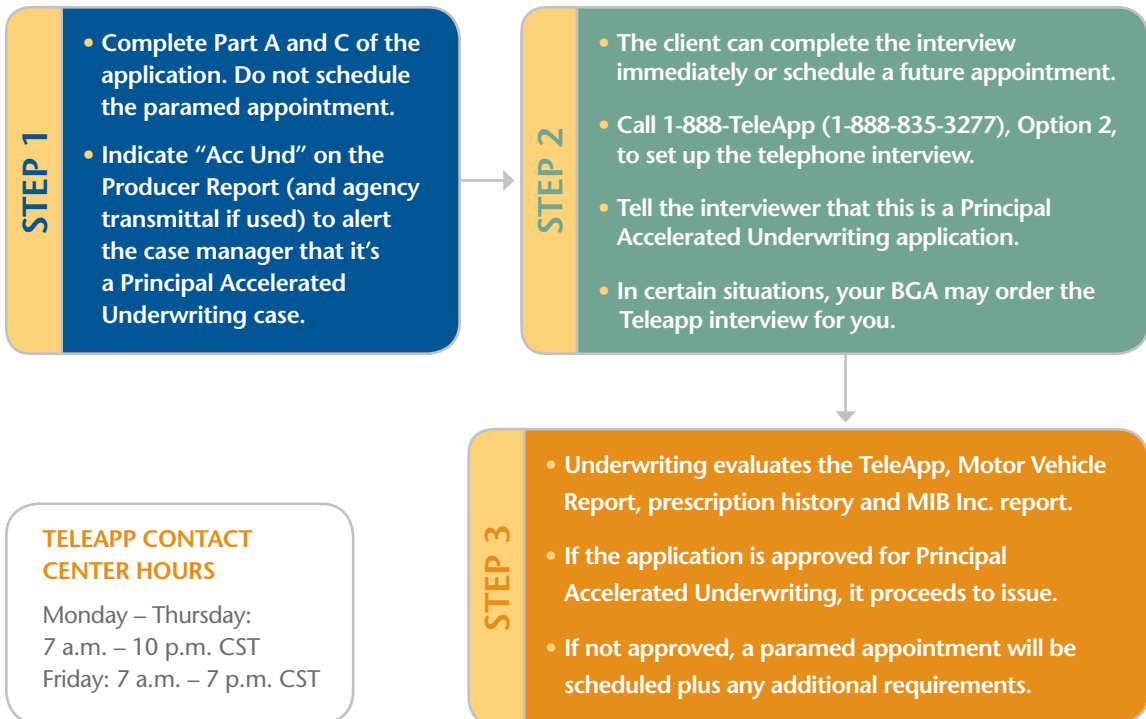 STEP 1
• Complete Part A and C of the
application. Do not schedule
the paramed appointment.
• Indicate “Acc Und” on the
Producer Report (and agency
transmittal if used) to alert
the case manager that it’s
a Principal Accelerated
Underwriting case.
STEP 2
• The client can complete the interview
immediately or schedule a future appointment.
• Call 1-888-TeleApp (1-888-835-3277), Option 2,
to set up the telephone interview.
• Tell the interviewer that this is a Principal
Accelerated Underwriting application.
• In certain situations, your BGA may order the
Teleapp interview for you.
STEP 3
• Underwriting evaluates the TeleApp, Motor Vehicle
Report, prescription history and MIB Inc. report.
• If the application is approved for Principal
Accelerated Underwriting, it proceeds to issue.
• If not approved, a paramed appointment will be
scheduled plus any additional requirements.
TELEAPP CONTACT
CENTER HOURS
Monday – Thursday:
7 a.m. – 10 p.m. CST
Friday: 7 a.m. – 7 p.m. CST